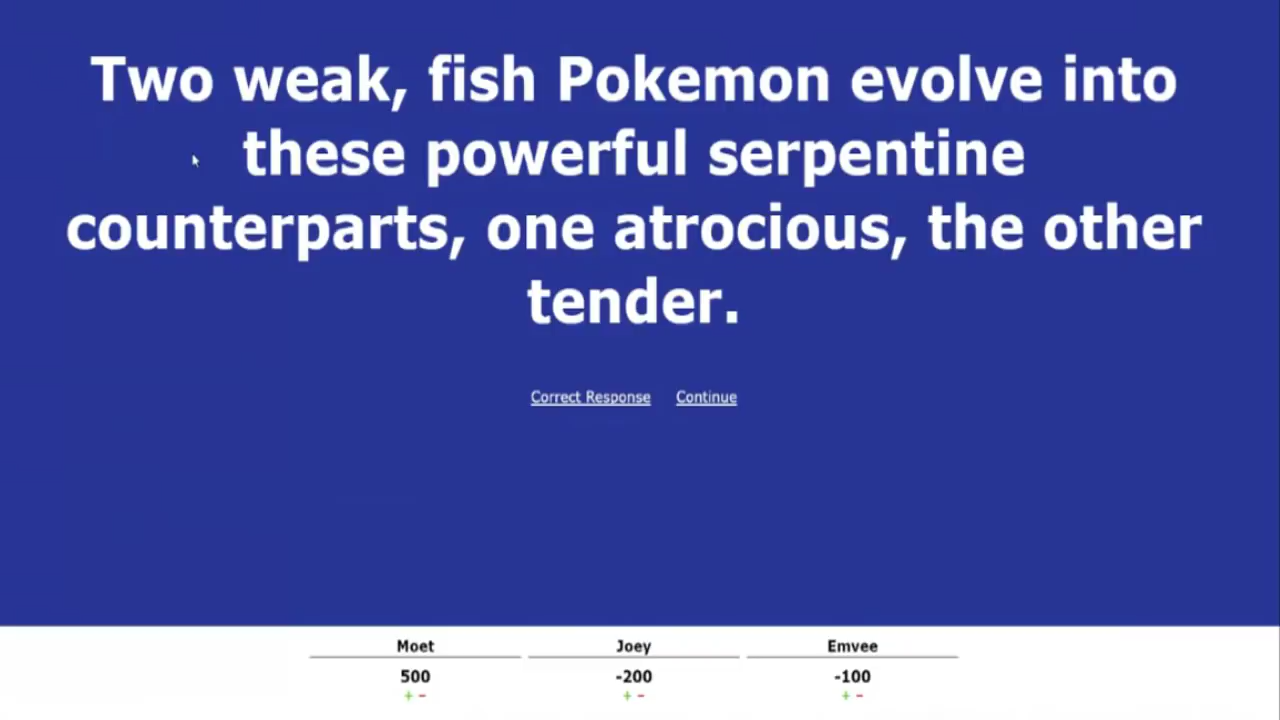 Two weak, fish Pokemon evolve into
these powerful serpentine
counterparts, one atrocious, the other
tender.
Correct Response Continue
Moet Joey Emvee
500 -200 -100
+ - + - + -